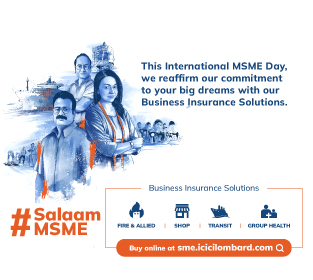 This International MSME Day,
we reaffirm our commitment
to your big dreams with our
Business Insurance Solutions.
#Salaam
MSME
Business Insurance Solutions
FIRE & ALLIED | SHOP | TRANSIT | GROUP HEALTH
Buy online at sme.icicilombard.com